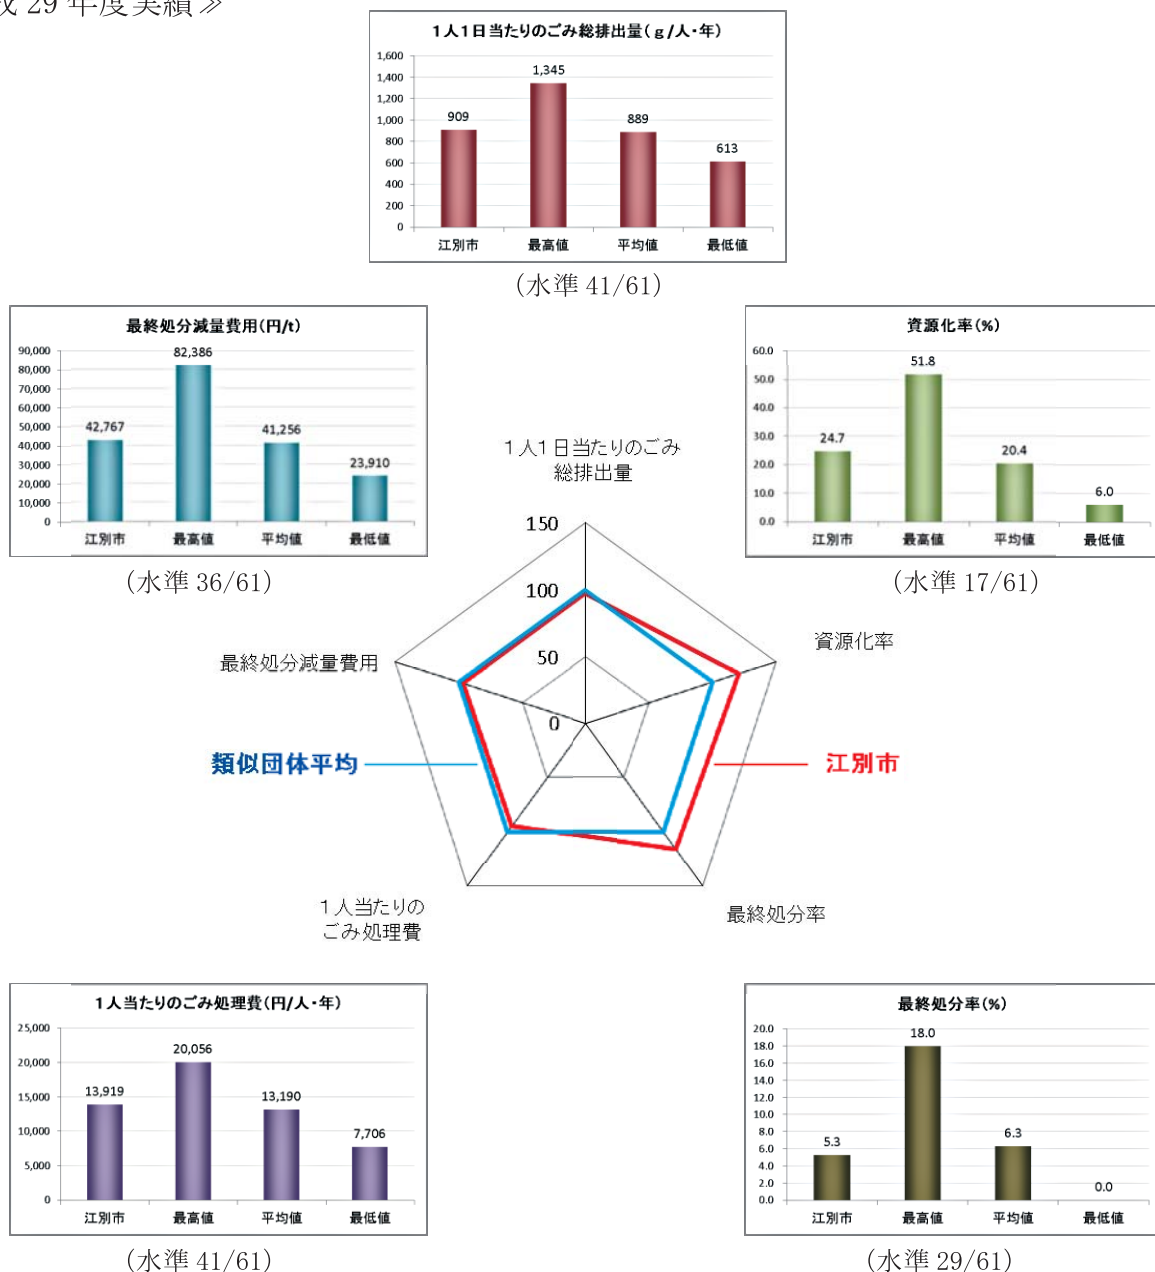 成 29 年度実績≫
1人1日当たりのごみ総排出量(ｇ/人・年)
1,600
1,400
1,200
1,000
800
600
400
200
0
909
1,345
889
613
江別市 最高値 平均値 最低値
(水準 41/61)
最終処分減量費用(円/t)
90,000
80,000
70,000
60,000
50,000
40,000
30,000
20,000
10,000
0
42,767
82,386
41,256
23,910
江別市 最高値 平均値 最低値
(水準 36/61)
資源化率(%)
60.0
50.0
40.0
30.0
20.0
10.0
0.0
24.7
51.8
20.4
6.0
江別市 最高値 平均値 最低値
(水準 17/61)
１人１日当たりのごみ
総排出量
150
100
50
0
資源化率
最終処分減量費用
類似団体平均
江別市
１人当たりの
ごみ処理費
最終処分率
1人当たりのごみ処理費(円/人・年)
25,000
20,000
15,000
10,000
5,000
0
13,919
20,056
13,190
7,706
江別市 最高値 平均値 最低値
(水準 41/61)
最終処分率(%)
20.0
18.0
16.0
14.0
12.0
10.0
8.0
6.0
4.0
2.0
0.0
5.3
18.0
6.3
0.0
江別市 最高値 平均値 最低値
(水準 29/61)